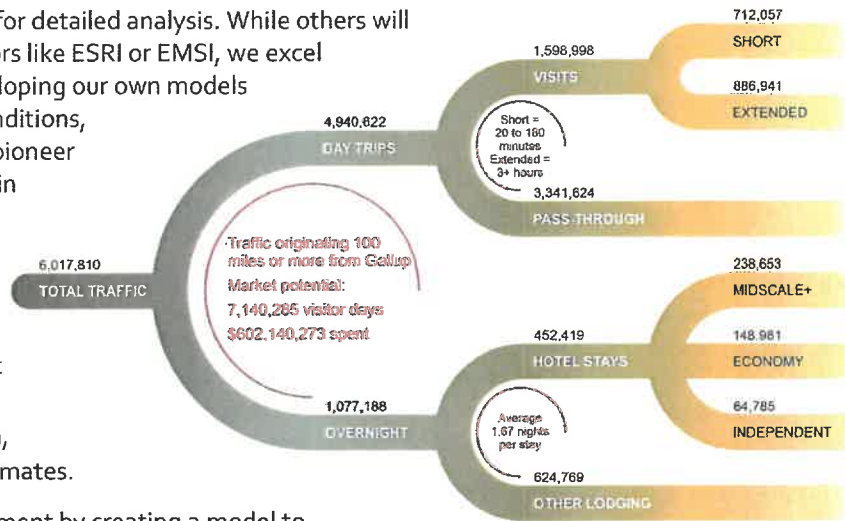 for detailed analysis. While others will
ors like ESRI or EMSI, we excel
loping our own models
nditions,
pioneer
in
t
,
mates.
ment by creating a model to
6,017,810
TOTAL TRAFFIC
4,940,622
DAY TRIPS
Traffic originating 100
miles or more from Gallup
Market potential:
7,140,285 visitor days
$602,140,273 spent
1,077,188
OVERNIGHT
1,598,998
VISITS
Short =
20 to 180
minutes
Extended =
3+ hours
3,341,624
PASS-THROUGH
712,057
SHORT
886,941
EXTENDED
452,419
HOTEL STAYS
Average
1.67 nights
per stay
624,769
OTHER LODGING
238,653
MIDSCALE+
148,981
ECONOMY
64,785
INDEPENDENT